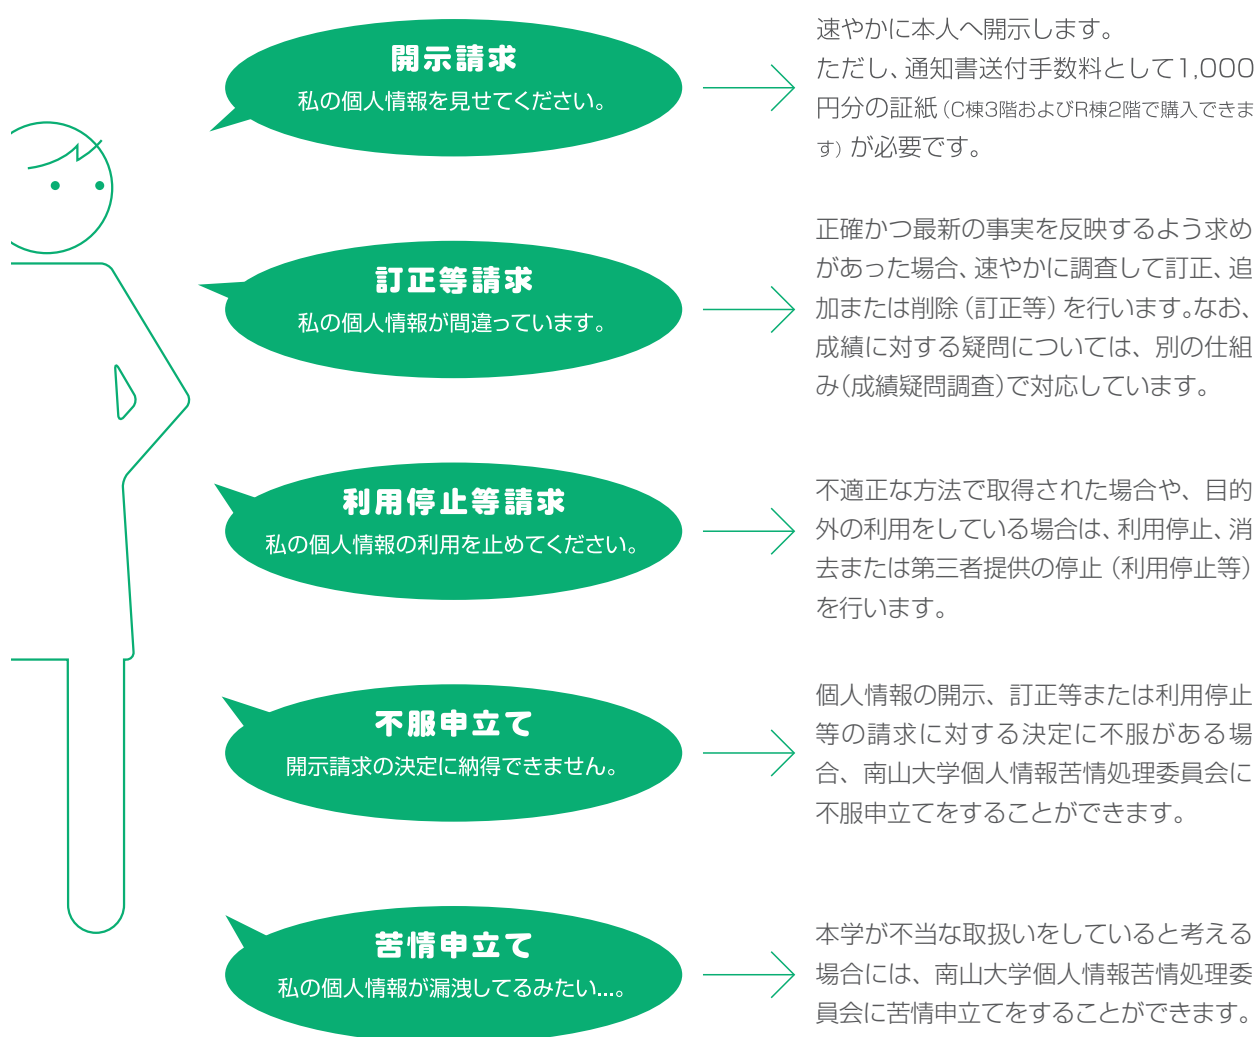 開示請求
私の個人情報を見せてください。
速やかに本人へ開示します。
ただし、通知書送付手数料として1,000
円分の証紙(C棟3階およびR棟2階で購入できま
す)が必要です。
訂正等請求
私の個人情報が間違っています。
正確かつ最新の事実を反映するよう求め
があった場合、速やかに調査して訂正、追
加または削除(訂正等)を行います。なお、
成績に対する疑問については、別の仕組
み(成績疑問調査)で対応しています。
利用停止等請求
私の個人情報の利用を止めてください。
不適正な方法で取得された場合や、目的
外の利用をしている場合は、利用停止、消
去または第三者提供の停止(利用停止等)
を行います。
不服申立て
開示請求の決定に納得できません。
個人情報の開示、訂正等または利用停止
等の請求に対する決定に不服がある場
合、南山大学個人情報苦情処理委員会に
不服申立てをすることができます。
苦情申立て
私の個人情報が漏洩してるみたい...。
本学が不当な取扱いをしていると考える
場合には、南山大学個人情報苦情処理委
員会に苦情申立てをすることができます。